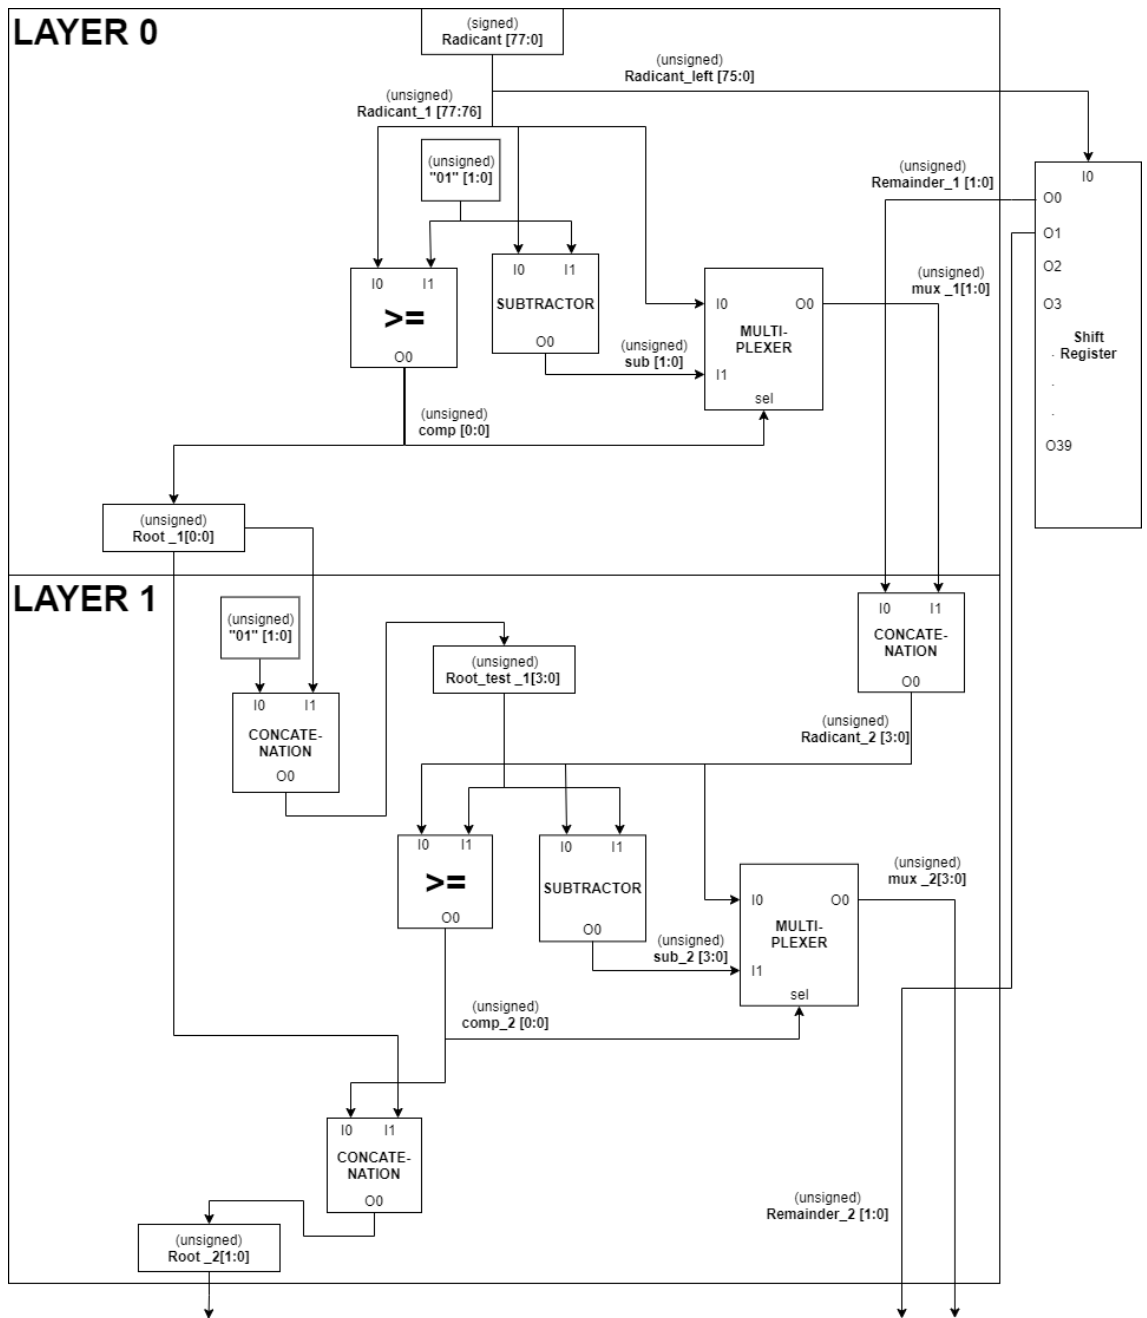 LAYER 0
(signed)
Radicant [77:0]
(unsigned)
Radicant_left [75:0]
(unsigned)
Radicant_1 [77:76]
(unsigned)
"01" [1:0]
(unsigned)
Remainder_1 [1:0]
I0
O0
O1
O2
O3
Shift
Register
.
.
.
O39
I0 I1
>=
O0
I0 I1
SUBTRACTOR
O0
(unsigned)
sub [1:0]
I0 O0
MULTI-
PLEXER
I1
sel
(unsigned)
mux _1[1:0]
(unsigned)
comp [0:0]
(unsigned)
Root _1[0:0]
LAYER 1
(unsigned)
"01" [1:0]
I0 I1
CONCATE-
NATION
O0
(unsigned)
Root_test _1[3:0]
I0 I1
CONCATE-
NATION
O0
(unsigned)
Radicant_2 [3:0]
I0 I1
>=
O0
I0 I1
SUBTRACTOR
O0
(unsigned)
sub_2 [3:0]
I0 O0
MULTI-
PLEXER
I1
sel
(unsigned)
mux _2[3:0]
(unsigned)
comp_2 [0:0]
I0 I1
CONCATE-
NATION
O0
(unsigned)
Remainder_2 [1:0]
(unsigned)
Root _2[1:0]